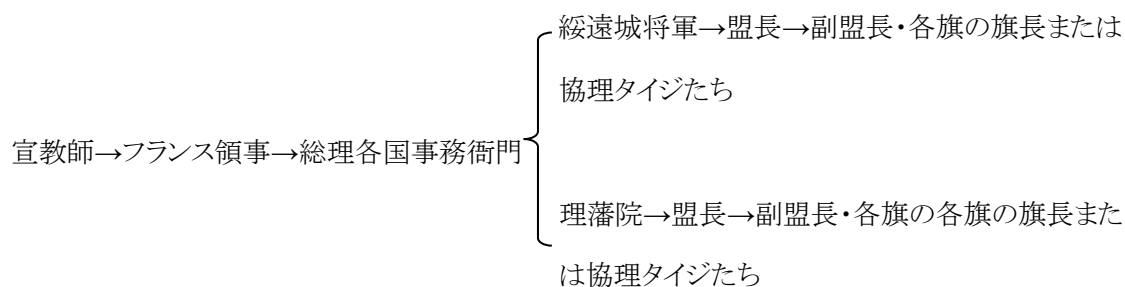 綏遠城将軍→盟長→副盟長・各旗の旗長または
協理タイジたち
宣教師→フランス領事→総理各国事務衙門
理藩院→盟長→副盟長・各旗の各旗の旗長また
は協理タイジたち